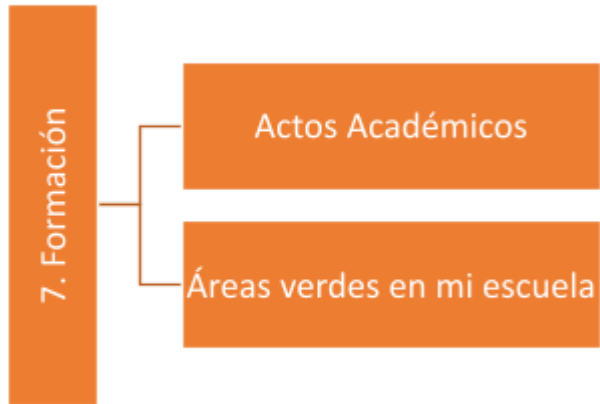 7. Formación
Actos Académicos
Áreas verdes en mi escuela